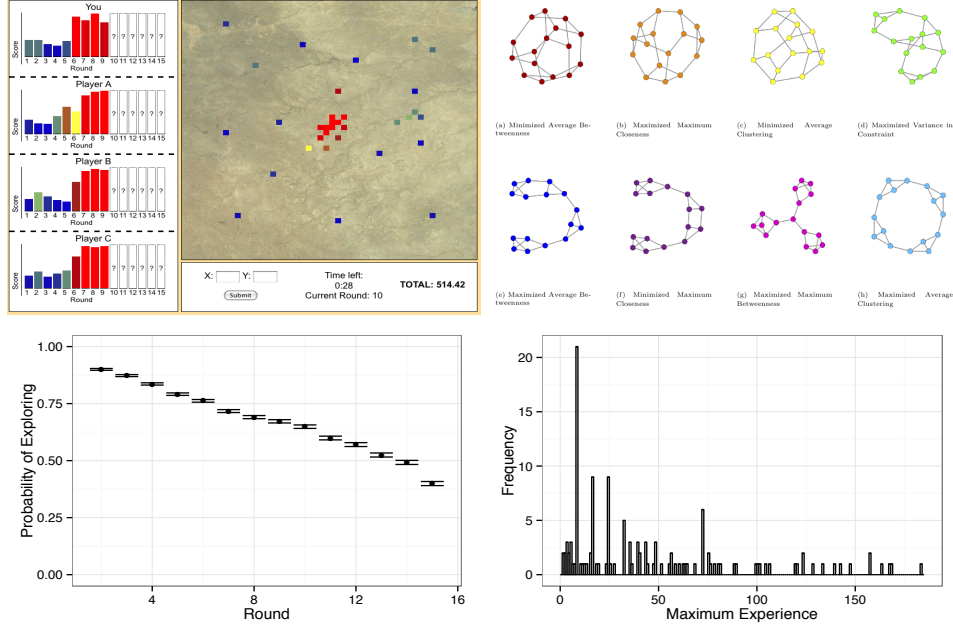 You
Score
1 2 3 4 5 6 7 8 9 10 11 12 13 14 15
? ? ? ? ? ?
Round
Player A
Score
1 2 3 4 5 6 7 8 9 10 11 12 13 14 15
? ? ? ? ? ?
Round
Player B
Score
1 2 3 4 5 6 7 8 9 10 11 12 13 14 15
? ? ? ? ? ?
Round
Player C
Score
1 2 3 4 5 6 7 8 9 10 11 12 13 14 15
? ? ? ? ? ?
Round
X: Y:
Submit
Time left:
0:28
Current Round: 10
TOTAL: 514.42
(a) Minimized Average Be-
tweenness
(b) Maximized Maximum
Closeness
(c) Minimized Average
Clustering
(d) Maximized Variance in
Constraint
(e) Maximized Average Be-
tweenness
(f) Minimized Maximum
Closeness
(g) Maximized Maximum
Betweenness
(h) Maximized Average
Clustering
Probability of Exploring
1.00
0.75
0.50
0.25
0.00
4 8 12 16
Round
Frequency
20
15
10
5
0
0 50 100 150
Maximum Experience